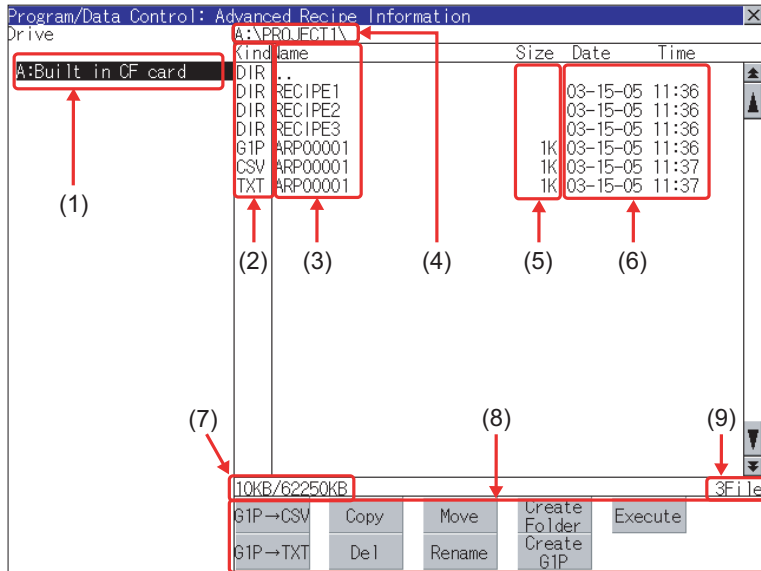 Program/Data Control: Advanced Recipe Information
Drive A:\PROJECT1\
Kind Name Size Date Time
A:Built in CF card
DIR ..
DIR RECIPE1 03-15-05 11:36
DIR RECIPE2 03-15-05 11:36
DIR RECIPE3 03-15-05 11:36
G1P ARP00001 1K 03-15-05 11:36
CSV ARP00001 1K 03-15-05 11:37
TXT ARP00001 1K 03-15-05 11:37
(1)
(2) (3) (4) (5) (6)
(7) (8) (9)
10KB/62250KB 3File
G1P→CSV Copy Move Create Folder Execute
G1P→TXT Del Rename Create G1P